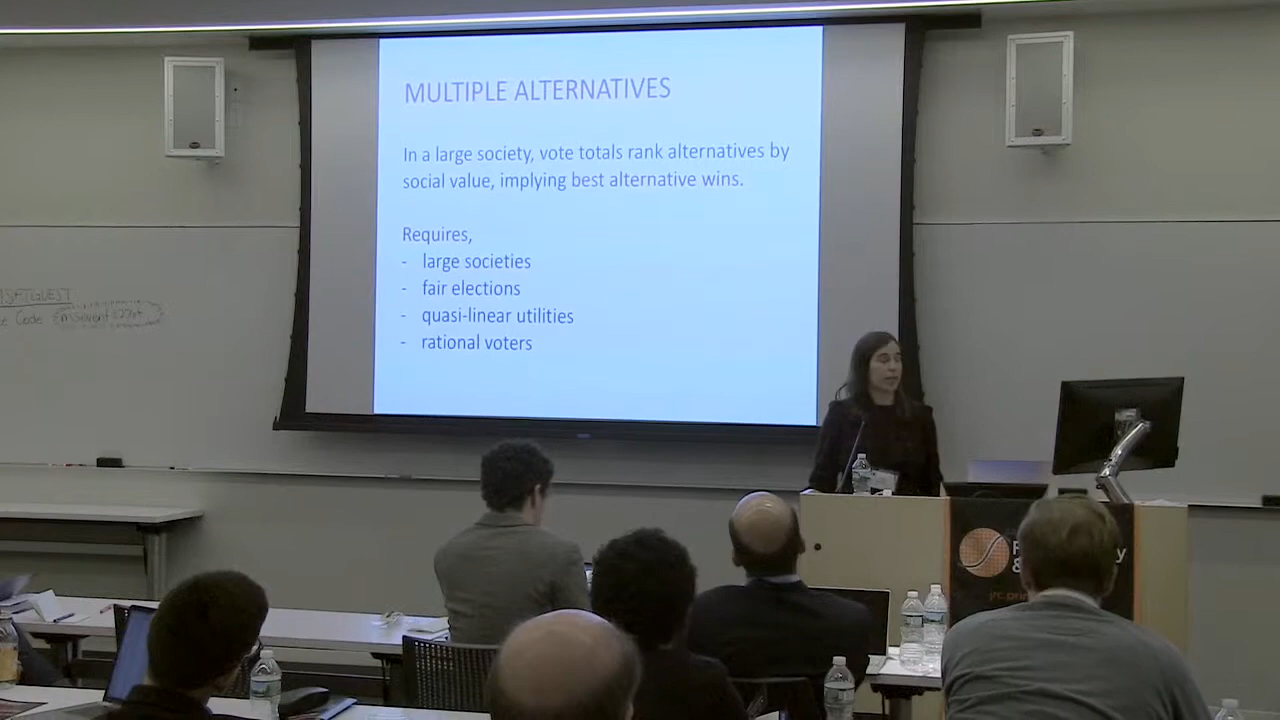 MULTIPLE ALTERNATIVES
In a large society, vote totals rank alternatives by
social value, implying best alternative wins.
Requires,
- large societies
- fair elections
- quasi-linear utilities
- rational voters
Code
&